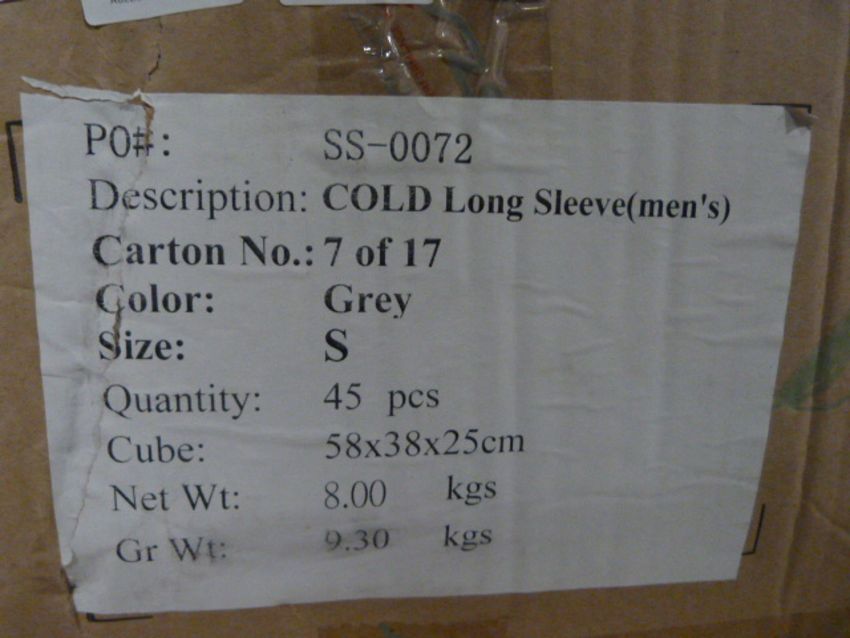 PO#: SS-0072
Description: COLD Long Sleeve(men's)
Carton No.: 7 of 17
Color: Grey
Size: S
Quantity: 45 pcs
Cube: 58x38x25cm
Net Wt: 8.00 kgs
Gr Wt: 9.30 kgs